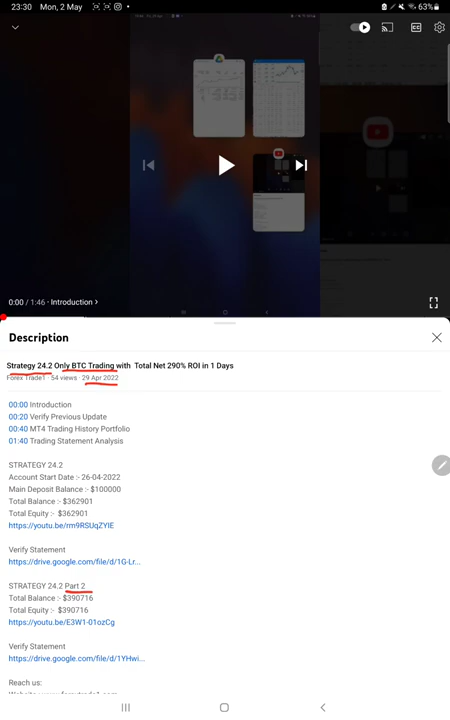 23:30 Mon, 2 May
63%
CC
0:00 / 1:46 · Introduction >
Description
Strategy 24.2 Only BTC Trading with Total Net 290% ROI in 1 Days
Forex Trade1 · 54 views · 29 Apr 2022
00:00 Introduction
00:20 Verify Previous Update
00:40 MT4 Trading History Portfolio
01:40 Trading Statement Analysis
STRATEGY 24.2
Account Start Date :- 26-04-2022
Main Deposit Balance :- $100000
Total Balance :- $362901
Total Equity :- $362901
https://youtu.be/rm9RSUqZYIE
Verify Statement
https://drive.google.com/file/d/1G-Lr...
STRATEGY 24.2 Part 2
Total Balance :- $390716
Total Equity :- $390716
https://youtu.be/E3W1-01ozCg
Verify Statement
https://drive.google.com/file/d/1YHwi...
Reach us: